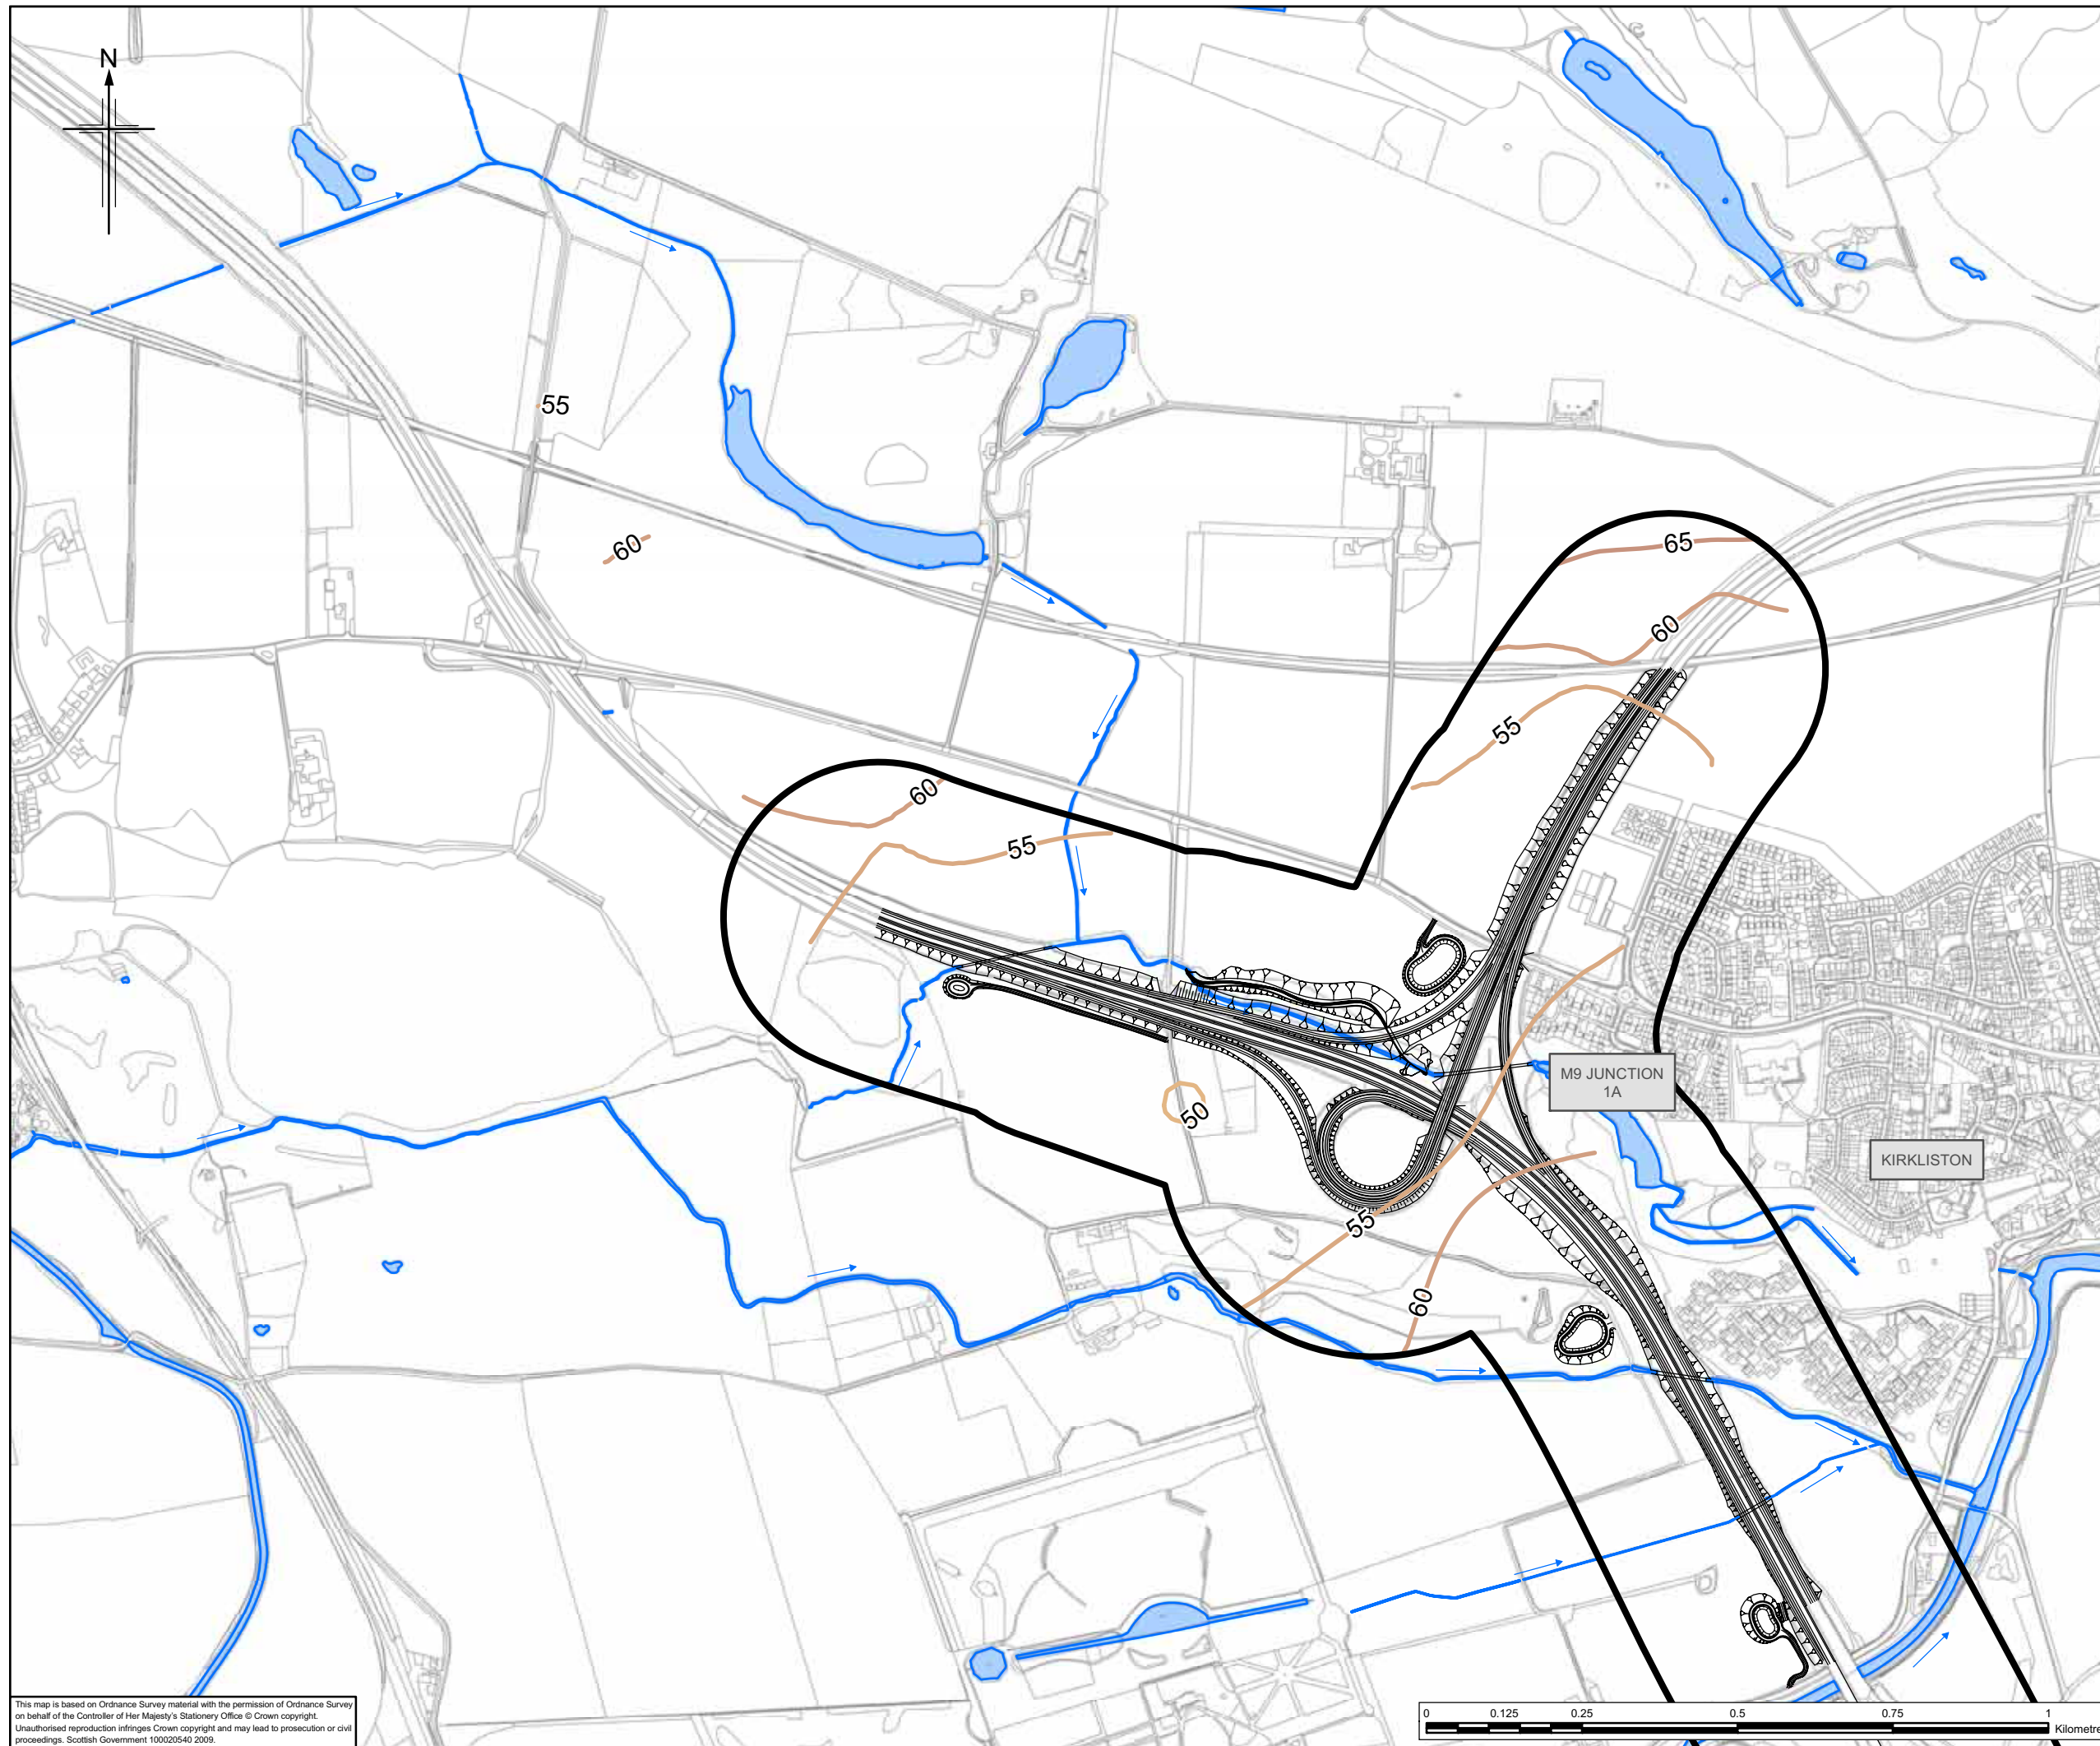 N
55
60
65
60
55
60
55
50
M9 JUNCTION
1A
KIRKLISTON
55
60
This map is based on Ordnance Survey material with the permission of Ordnance Survey
on behalf of the Controller of Her Majesty's Stationery Office © Crown copyright.
Unauthorised reproduction infringes Crown copyright and may lead to prosecution or civil
proceedings. Scottish Government 100020540 2009.
0 0.125 0.25 0.5 0.75 1
Kilometre